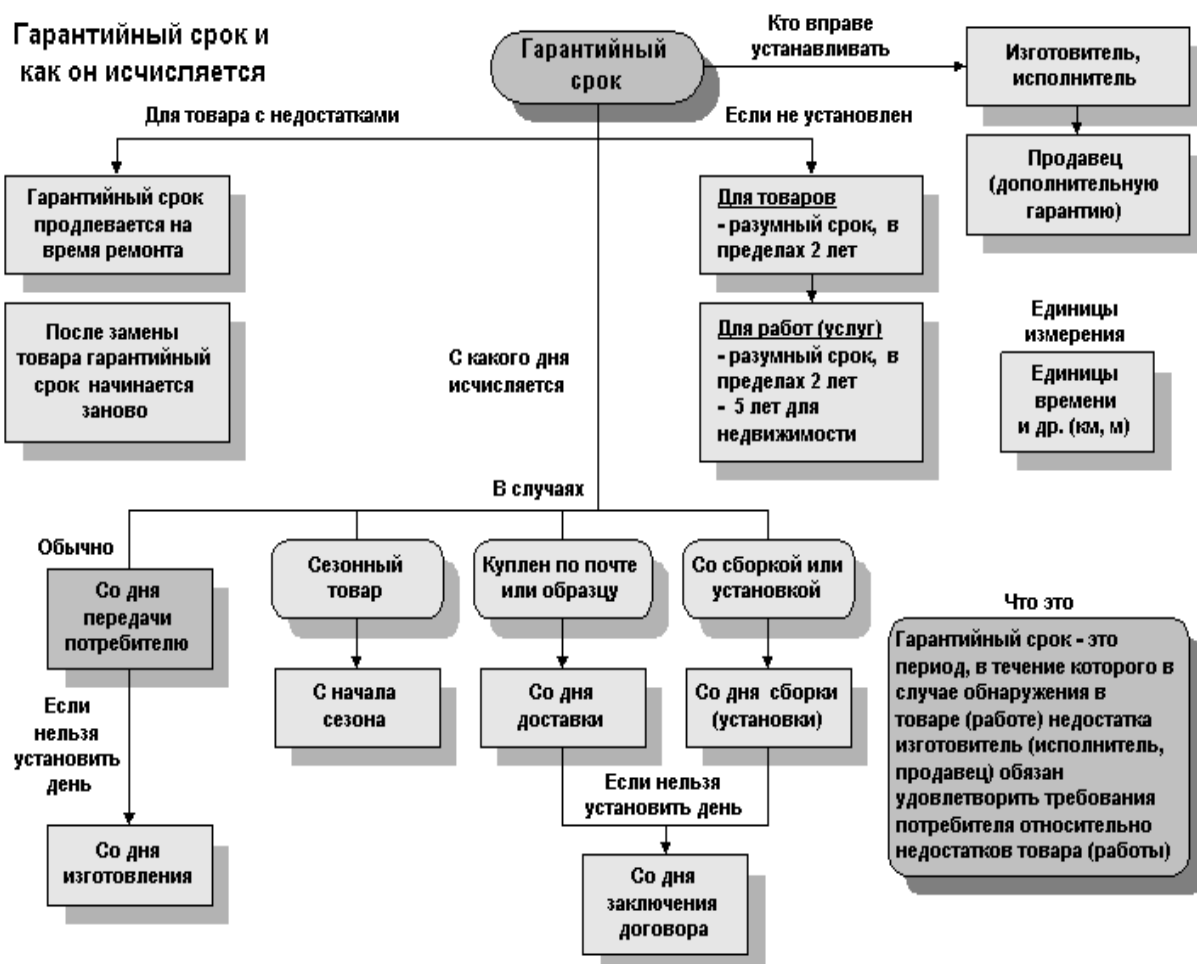 Гарантийный срок и
как он исчисляется
Гарантийный
срок
Кто вправе
устанавливать
Изготовитель,
исполнитель
Продавец
(дополнительную
гарантию)
Для товара с недостатками
Гарантийный срок
продлевается на
время ремонта
После замены
товара гарантийный
срок начинается
заново
Если не установлен
Для товаров
- разумный срок, в
пределах 2 лет
Для работ (услуг)
- разумный срок, в
пределах 2 лет
- 5 лет для
недвижимости
Единицы
измерения
Единицы
времени
и др. (км, м)
С какого дня
исчисляется
В случаях
Обычно
Со дня
передачи
потребителю
Если
нельзя
установить
день
Со дня
изготовления
Сезонный
товар
С начала
сезона
Куплен по почте
или образцу
Со дня
доставки
Со сборкой или
установкой
Со дня сборки
(установки)
Если нельзя
установить день
Со дня
заключения
договора
Что это
Гарантийный срок - это
период, в течение которого в
случае обнаружения в
товаре (работе) недостатка
изготовитель (исполнитель,
продавец) обязан
удовлетворить требования
потребителя относительно
недостатков товара (работы)